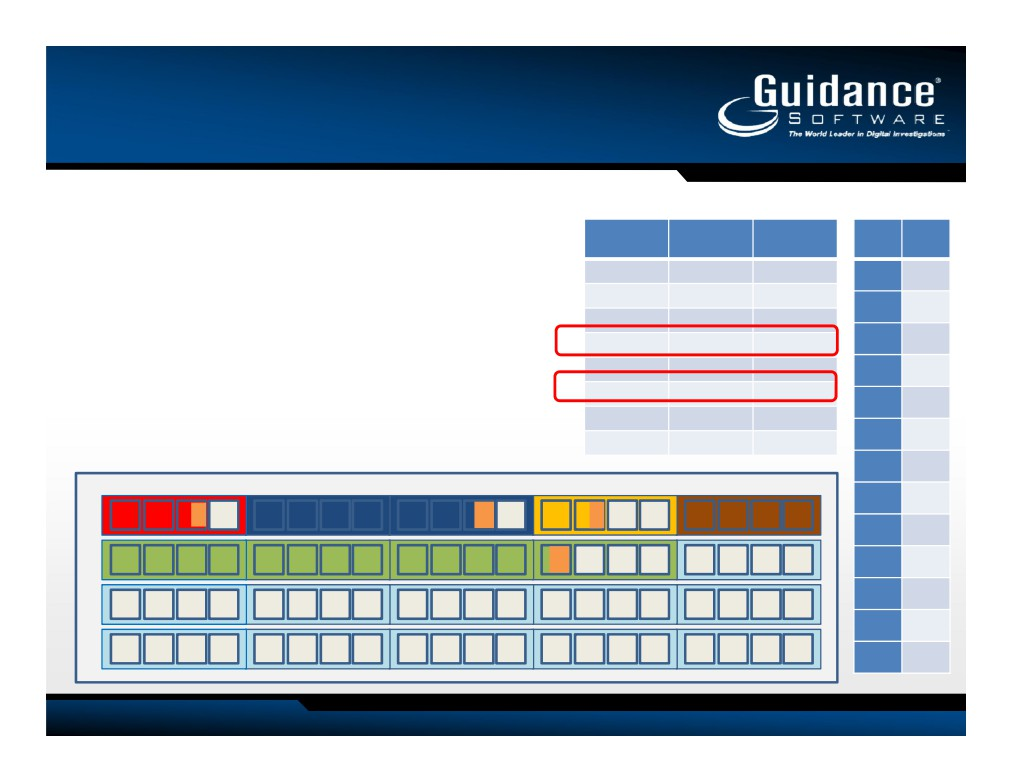 Guidance®
SOFTWARE
The World Leader in Digital Investigations